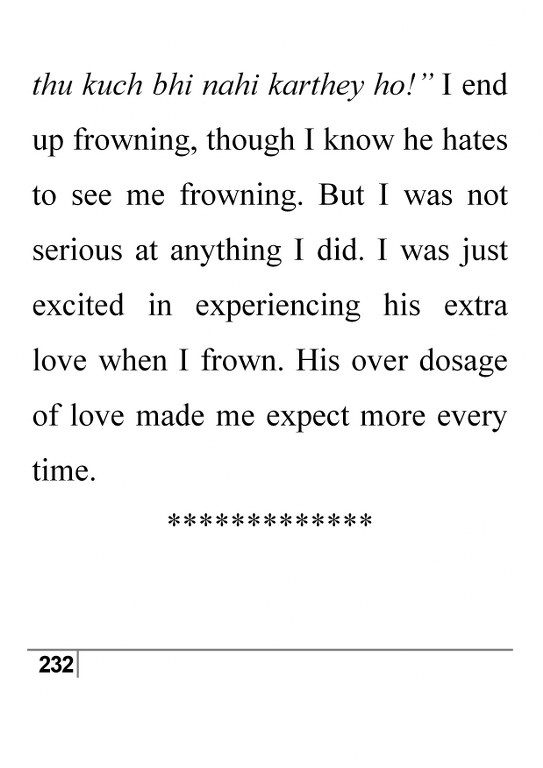 thu kuch bhi nahi karthey ho!” I end
up frowning, though I know he hates
to see me frowning. But I was not
serious at anything I did. I was just
excited in experiencing his extra
love when I frown. His over dosage
of love made me expect more every
time.
*************
232